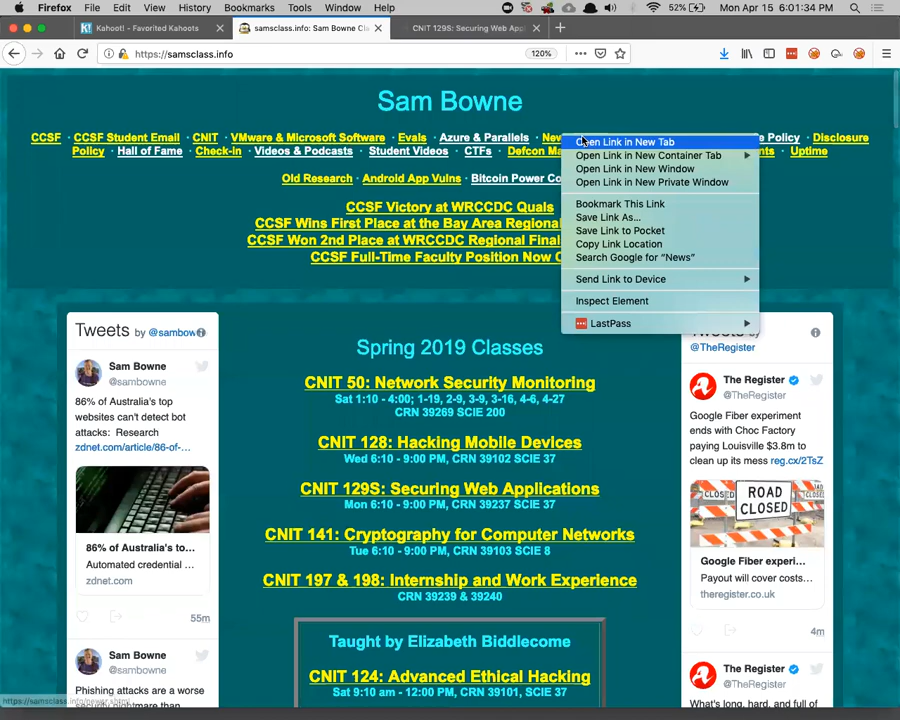 Firefox File Edit View History Bookmarks Tools Window Help 52% Mon Apr 15 6:01:34 PM
Kahoot! - Favorited Kahoots samsclass.info: Sam Bowne Cl CNIT 129S: Securing Web Ap
https://samsclass.info 120%
Sam Bowne
CCSF · CCSF Student Email · CNIT · VMware & Microsoft Software · Evals · Azure & Parallels · New Policy · Disclosure
Policy · Hall of Fame · Check-in · Videos & Podcasts · Student Videos · CTFs · Defcon · Uptime
Old Research · Android App Vulns · Bitcoin Power
CCSF Victory at WRCCDC Quals
CCSF Wins First Place at the Bay Area Regional
CCSF Won 2nd Place at WRCCDC Regional
CCSF Full-Time Faculty Position Now
Open Link in New Tab
Open Link in New Container Tab
Open Link in New Window
Open Link in New Private Window
Bookmark This Link
Save Link As...
Save Link to Pocket
Copy Link Location
Search Google for “News”
Send Link to Device
Inspect Element
LastPass
Tweets by @sambow
Sam Bowne
@sambowne
86% of Australia's top
websites can't detect bot
attacks: Research
zdnet.com/article/86-of-...
86% of Australia's to...
Automated credential ...
zdnet.com
55m
Sam Bowne
@sambowne
Phishing attacks are a worse
security nightmare than
Spring 2019 Classes
CNIT 50: Network Security Monitoring
Sat 1:10 - 4:00; 1-19, 2-9, 3-9, 3-16, 4-6, 4-27
CRN 39269 SCIE 200
CNIT 128: Hacking Mobile Devices
Wed 6:10 - 9:00 PM, CRN 39102 SCIE 37
CNIT 129S: Securing Web Applications
Mon 6:10 - 9:00 PM, CRN 39237 SCIE 37
CNIT 141: Cryptography for Computer Networks
Tue 6:10 - 9:00 PM, CRN 39103 SCIE 8
CNIT 197 & 198: Internship and Work Experience
CRN 39239 & 39240
Taught by Elizabeth Biddlecome
CNIT 124: Advanced Ethical Hacking
Sat 9:10 am - 12:00 PM, CRN 39101, SCIE 37
Tweets by
@TheRegister
The Register
@TheRegister
Google Fiber experiment
ends with Choc Factory
paying Louisville $3.8m to
clean up its mess reg.cx/2TsZ
CLOSED ROAD CLOSED
Google Fiber experi...
Payout will cover costs...
theregister.co.uk
4m
The Register
@TheRegister
What's long, hard, and full of